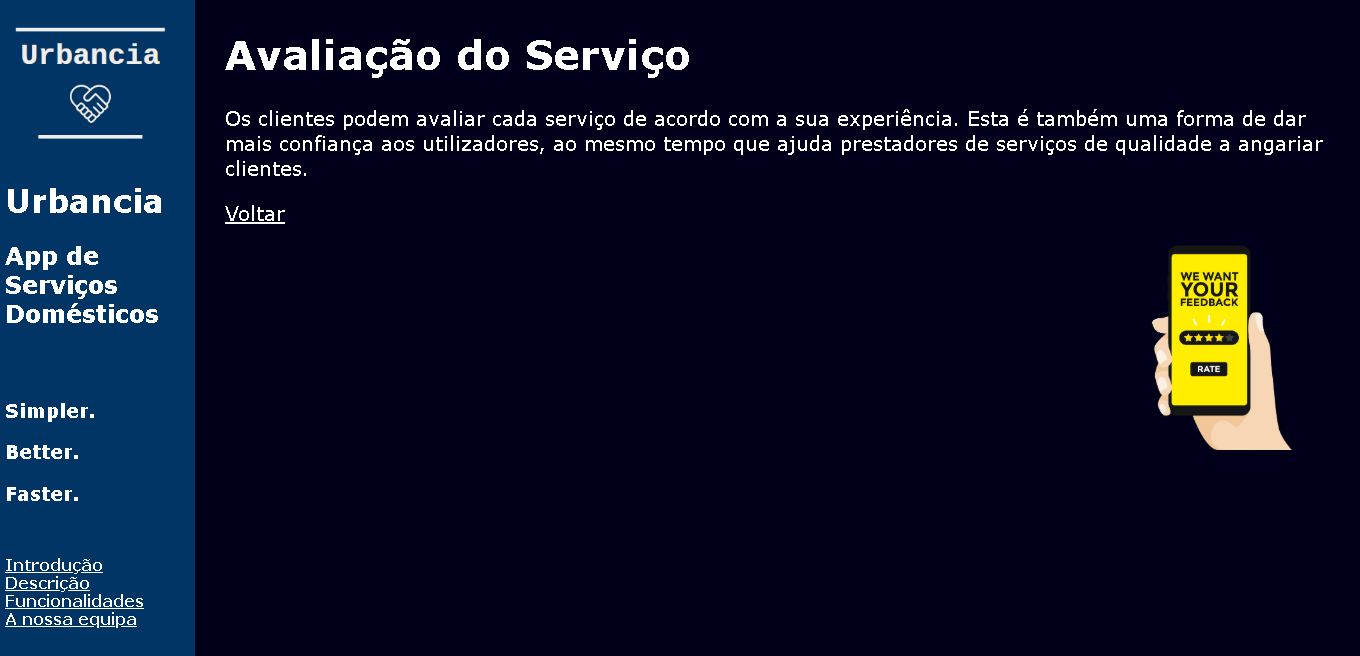 Urbancia
Urbancia
App de
Serviços
Domésticos
Simpler.
Better.
Faster.
Introdução
Descrição
Funcionalidades
A nossa equipa
Avaliação do Serviço
Os clientes podem avaliar cada serviço de acordo com a sua experiência. Esta é também uma forma de dar
mais confiança aos utilizadores, ao mesmo tempo que ajuda prestadores de serviços de qualidade a angariar
clientes.
Voltar
WE WANT
YOUR
FEEDBACK
RATE